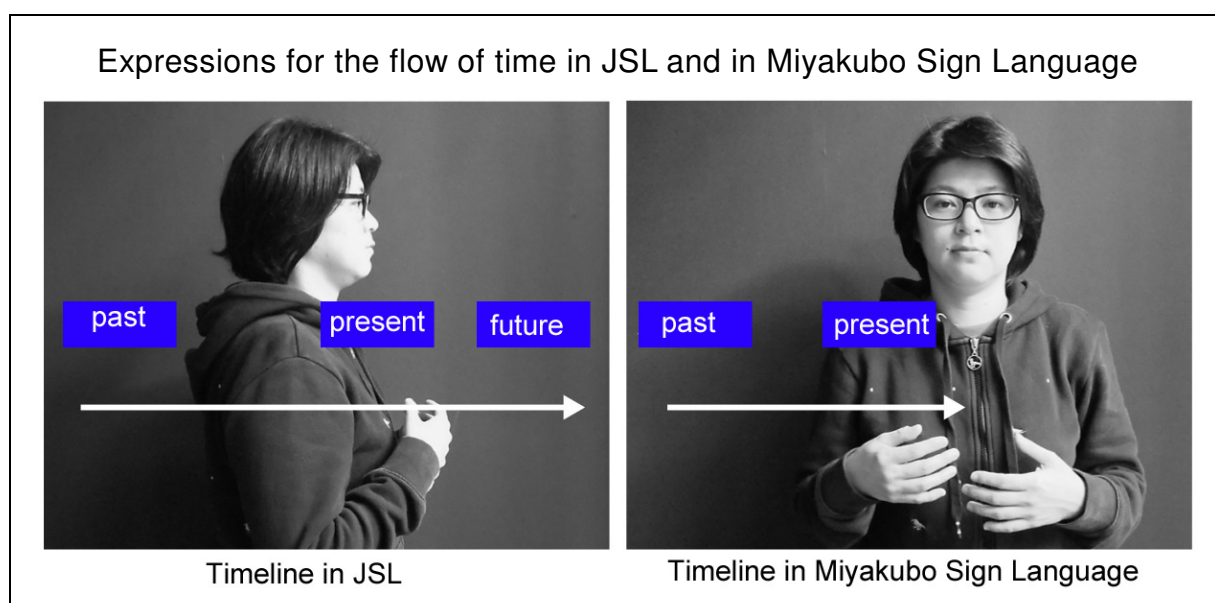 Expressions for the flow of time in JSL and in Miyakubo Sign Language
past
present
future
past
present
Timeline in JSL
Timeline in Miyakubo Sign Language